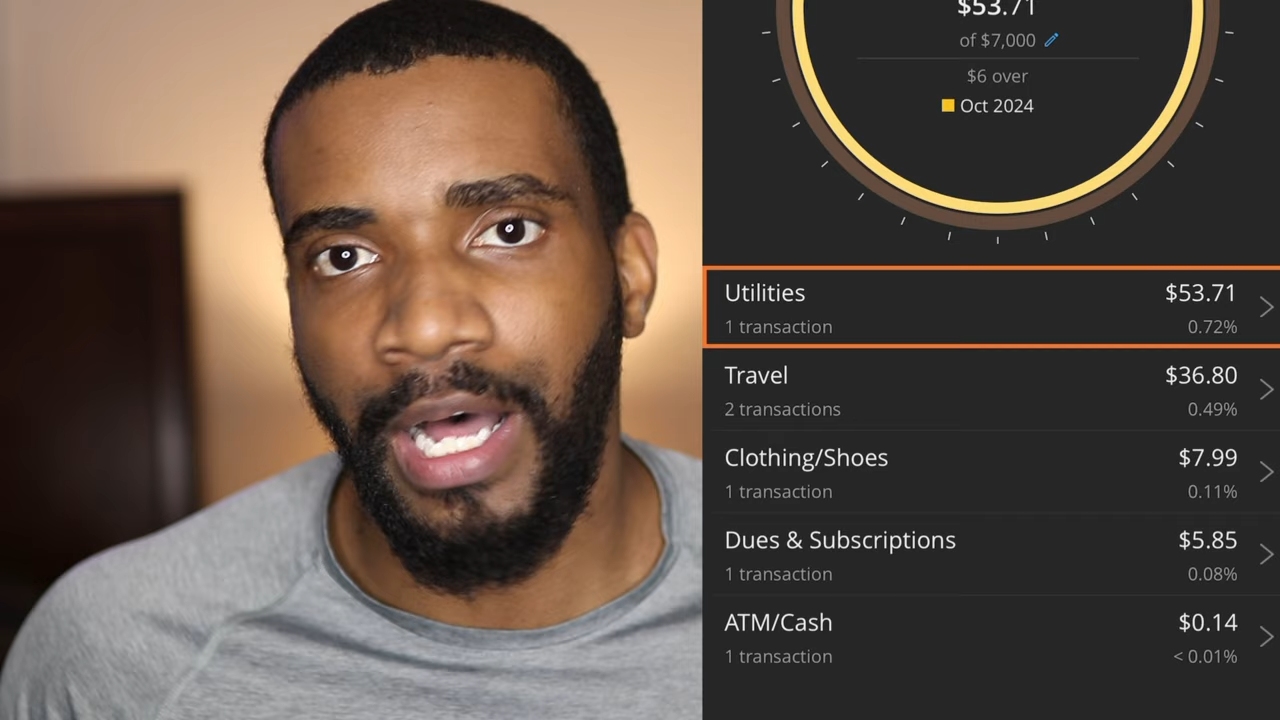 $53.71
of $7,000
$6 over
Oct 2024
Utilities $53.71
1 transaction 0.72%
Travel $36.80
2 transactions 0.49%
Clothing/Shoes $7.99
1 transaction 0.11%
Dues & Subscriptions $5.85
1 transaction 0.08%
ATM/Cash $0.14
1 transaction < 0.01%